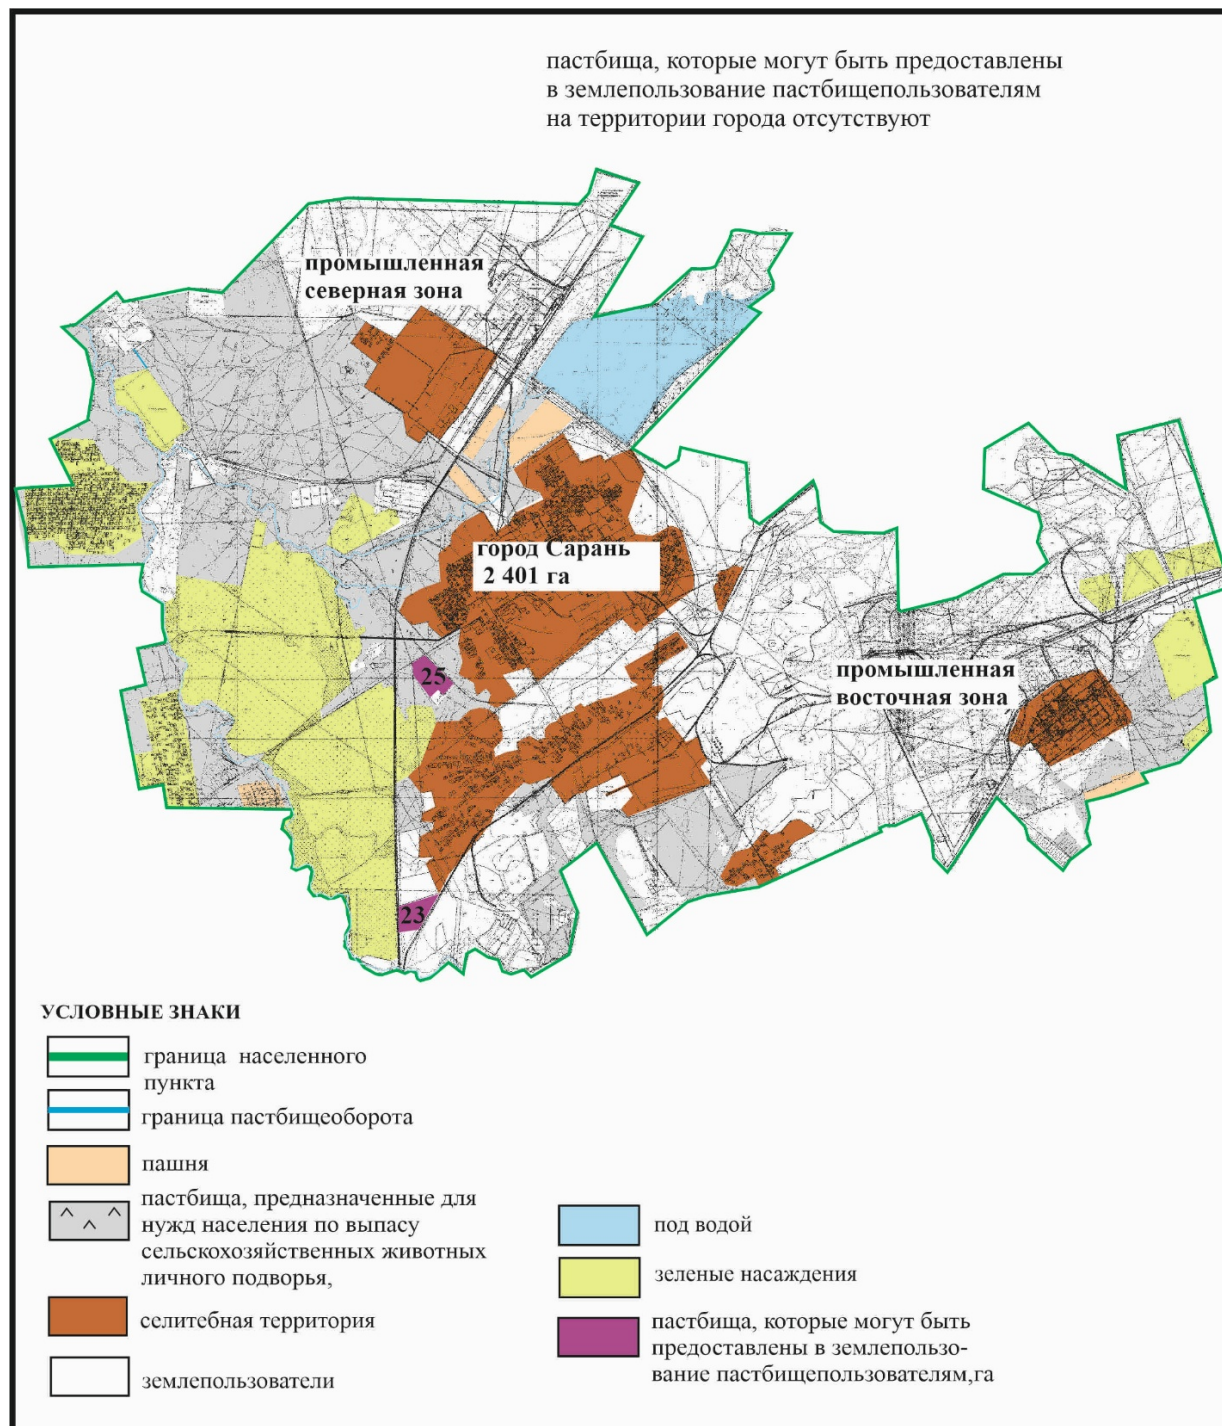 пастбища, которые могут быть предоставлены
в землепользование пастбищепользователям
на территории города отсутствуют
промышленная
северная зона
город Сарань
2 401 га
25
промышленная
восточная зона
23
УСЛОВНЫЕ ЗНАКИ
граница населенного
пункта
граница пастбищеоборота
пашня
пастбища, предназначенные для
нужд населения по выпасу
сельскохозяйственных животных
личного подворья,
селитебная территория
землепользователи
под водой
зеленые насаждения
пастбища, которые могут быть
предоставлены в землепользо-
вание пастбищепользователям,га